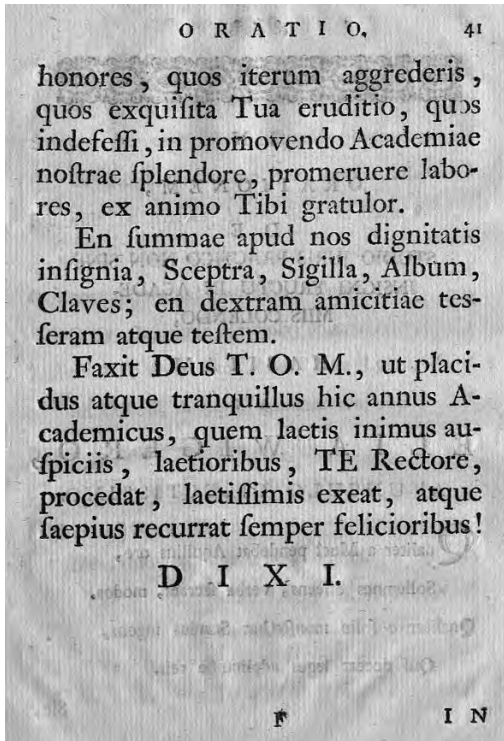 O R A T I O. 41
honores, quos iterum aggrederis,
quos exquiſita Tua eruditio, quos
indefeſſi, in promovendo Academiae
noſtrae ſplendore, promeruere labo-
res, ex animo Tibi gratulor.
En ſummae apud nos dignitatis
inſignia, Sceptra, Sigilla, Album,
Claves; en dextram amicitiae tes-
ſeram atque teſtem.
Faxit Deus T. O. M., ut placi-
dus atque tranquillus hic annus A-
cademicus, quem laetis inimus au-
ſpiciis, laetioribus, TE Rectore,
procedat, laetiſſimis exeat, atque
ſaepius recurrat ſemper felicioribus!
D I X I.
F I N